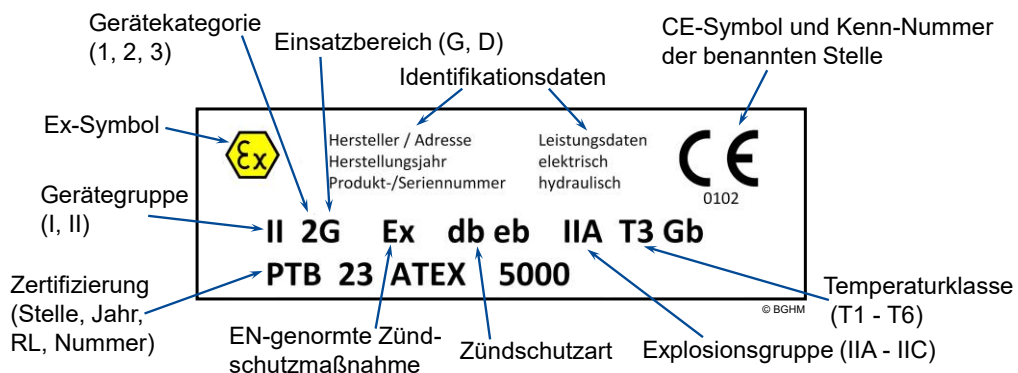 Gerätekategorie
(1, 2, 3)
Einsatzbereich (G, D)
Identifikationsdaten
CE-Symbol und Kenn-Nummer
der benannten Stelle
Ex-Symbol
Ex
Hersteller / Adresse
Herstellungsjahr
Produkt-/Seriennummer
Leistungsdaten
elektrisch
hydraulisch
CE
0102
Gerätegruppe
(I, II)
II 2G Ex db eb IIA T3 Gb
PTB 23 ATEX 5000
Zertifizierung
(Stelle, Jahr,
RL, Nummer)
EN-genormte Zünd-
schutzmaßnahme
Zündschutzart
Explosionsgruppe (IIA - IIC)
Temperaturklasse
(T1 - T6)
© BGHM